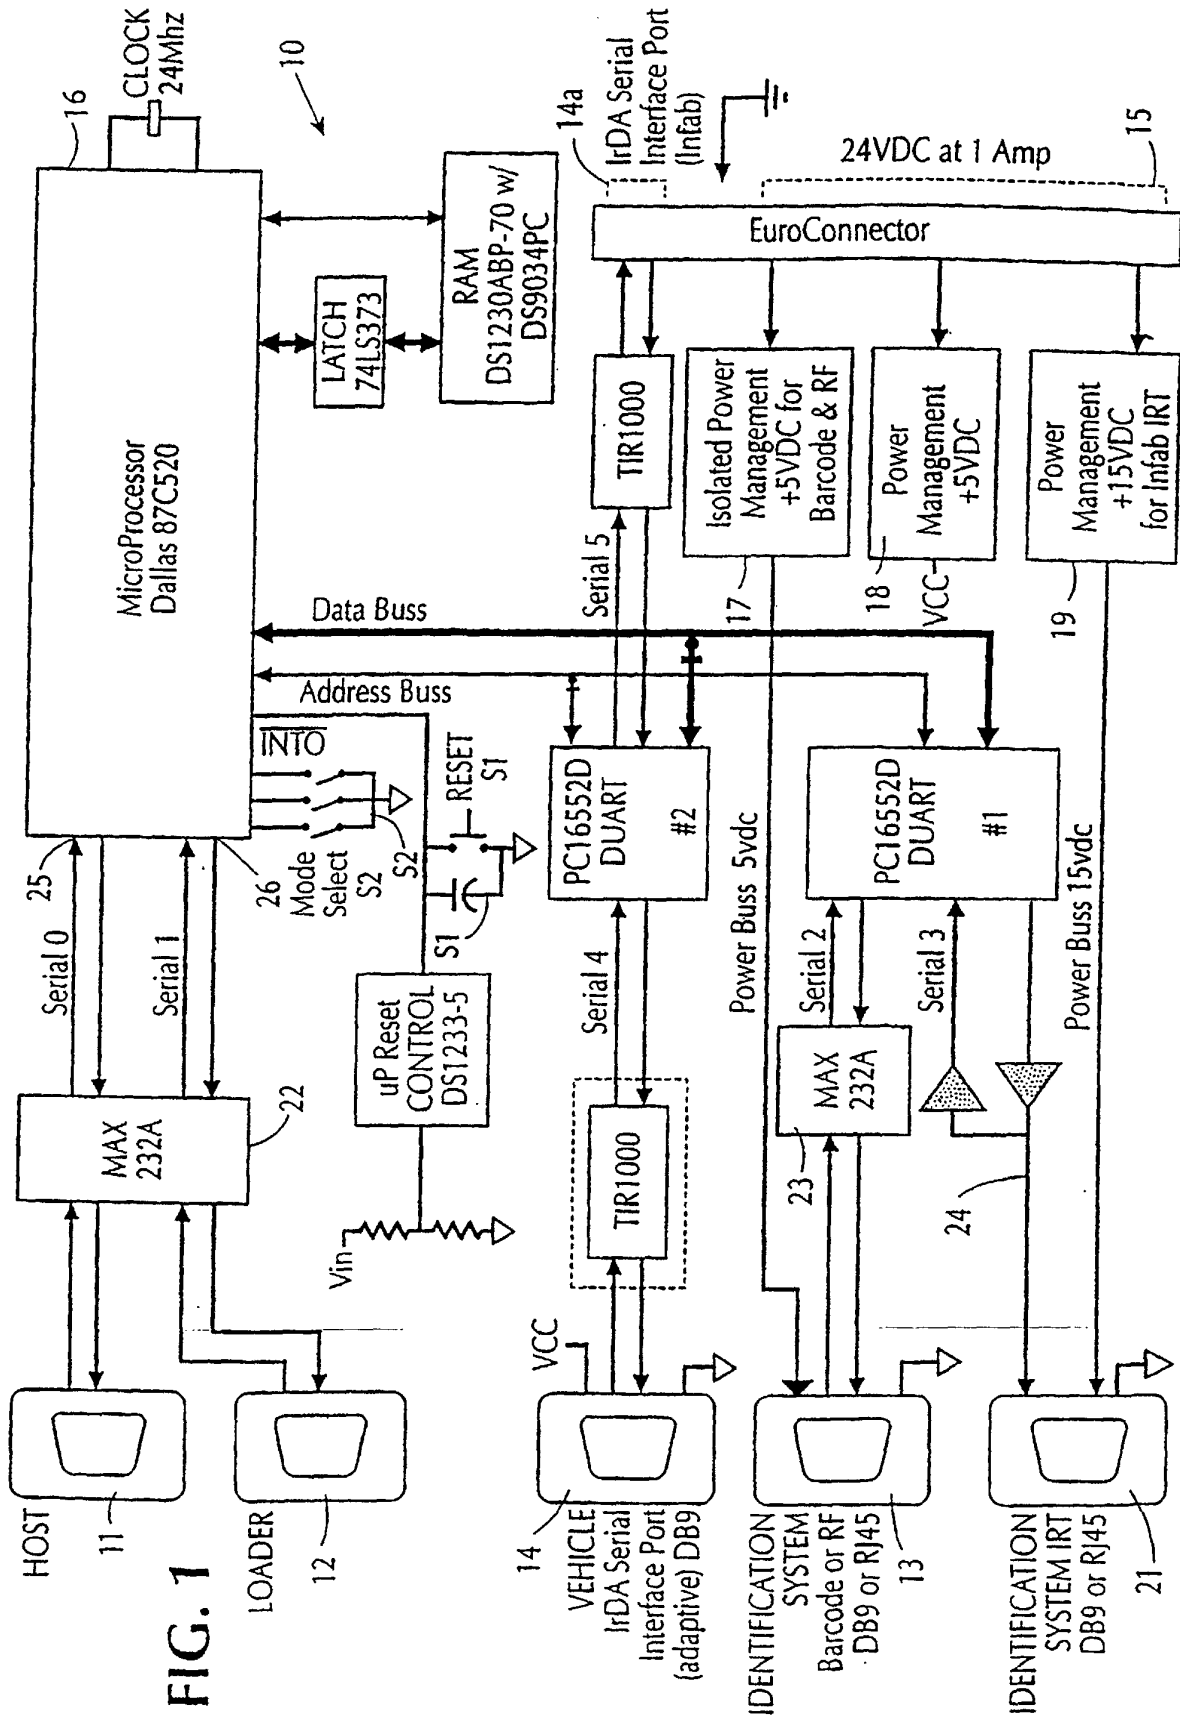 FIG. 1
HOST
11
LOADER
12
VEHICLE
IrDA Serial
Interface Port
(adaptive) DB9
14
IDENTIFICATION
SYSTEM
Barcode or RF
DB9 or RJ45
13
IDENTIFICATION
SYSTEM IRT
DB9 or RJ45
21
MAX
232A
22
Serial 0
Serial 1
25
26
MicroProcessor
Dallas 87C520
16
CLOCK
24Mhz
10
Mode
Select
S2
S2
INTO
Address Buss
Data Buss
LATCH
74LS373
RAM
DS1230ABP-70 w/
DS9034PC
Vin
uP Reset
CONTROL
DS1233-5
S1
RESET
S1
VCC
TIR1000
Serial 4
PC16552D
DUART
#2
Serial 5
TIR1000
14a
IrDA Serial
Interface Port
(Infab)
EuroConnector
24VDC at 1 Amp
15
Power Buss 5vdc
17
Isolated Power
Management
+5VDC for
Barcode & RF
18
VCC
Power
Management
+5VDC
23
MAX
232A
Serial 2
Serial 3
PC16552D
DUART
#1
24
Power Buss 15vdc
19
Power
Management
+15VDC
for Infab IRT